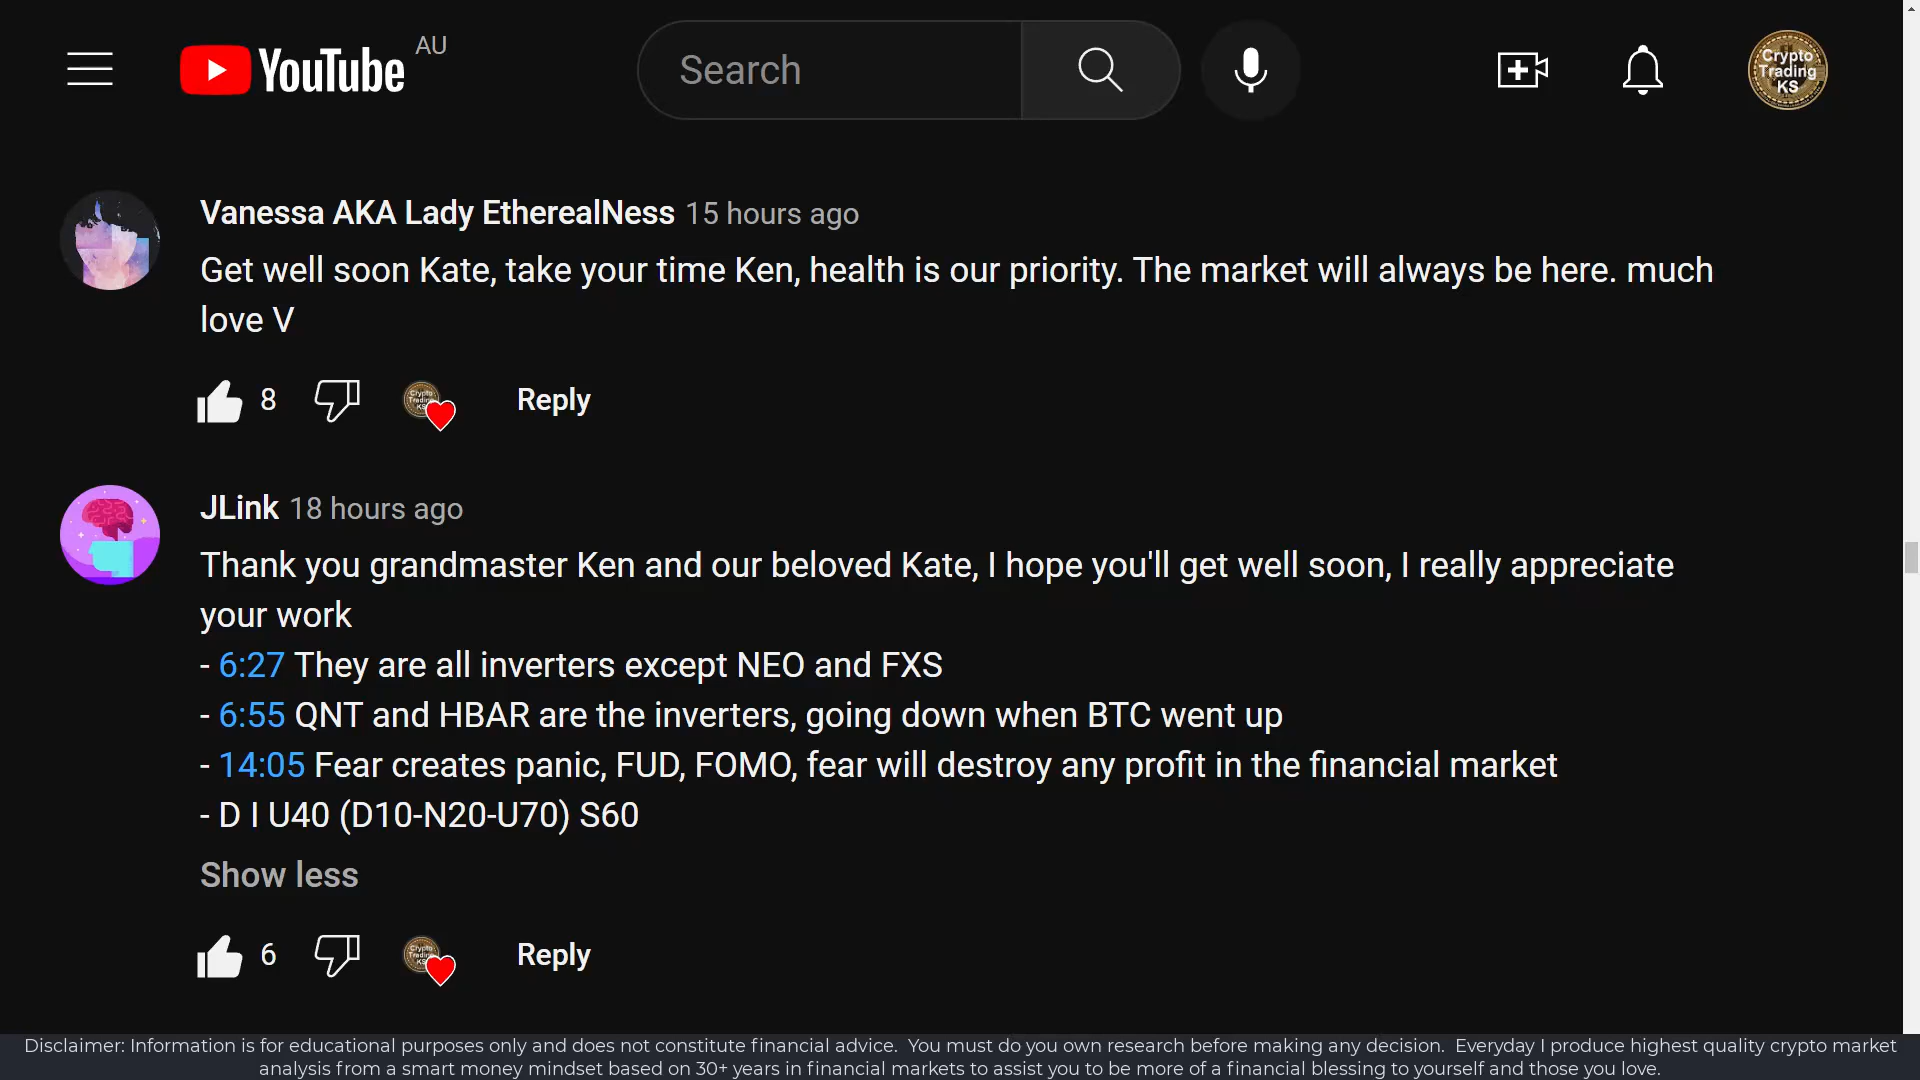 YouTube AU
Search
Crypto
Trading
KS
Vanessa AKA Lady EtherealNess 15 hours ago
Get well soon Kate, take your time Ken, health is our priority. The market will always be here. much
love V
8 Reply
JLink 18 hours ago
Thank you grandmaster Ken and our beloved Kate, I hope you'll get well soon, I really appreciate
your work
- 6:27 They are all inverters except NEO and FXS
- 6:55 QNT and HBAR are the inverters, going down when BTC went up
- 14:05 Fear creates panic, FUD, FOMO, fear will destroy any profit in the financial market
- D I U40 (D10-N20-U70) S60
Show less
6 Reply
Disclaimer: Information is for educational purposes only and does not constitute financial advice. You must do you own research before making any decision. Everyday I produce highest quality crypto market
analysis from a smart money mindset based on 30+ years in financial markets to assist you to be more of a financial blessing to yourself and those you love.